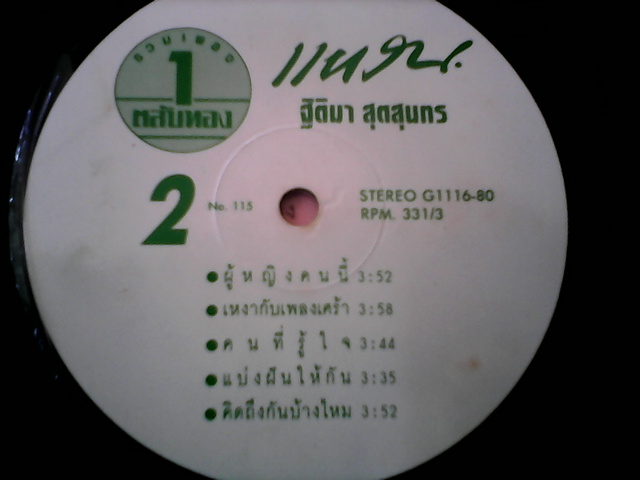 รวมเพลง
1
ตลับทอง
แหวน
ฐิติมา สุตสุนทร
2
No. 115
STEREO G1116-80
RPM. 331/3
● ผู้หญิงคนนี้ 3:52
● เหงากับเพลงเศร้า 3:58
● คนที่รู้ใจ 3:44
● แบ่งฝันให้กัน 3:35
● คิดถึงกันบ้างไหม 3:52